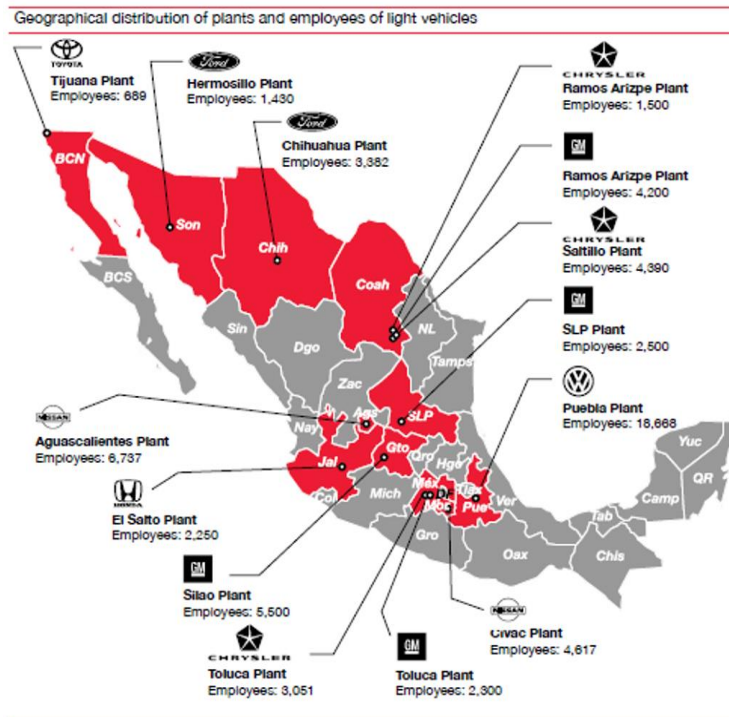 Geographical distribution of plants and employees of light vehicles
TOYOTA
Tijuana Plant
Employees: 689
Ford
Hermosillo Plant
Employees: 1,430
Ford
Chihuahua Plant
Employees: 3,382
CHRYSLER
Ramos Arizpe Plant
Employees: 1,500
GM
Ramos Arizpe Plant
Employees: 4,200
CHRYSLER
Saltillo Plant
Employees: 4,390
GM
SLP Plant
Employees: 2,500
Puebla Plant
Employees: 18,668
NISSAN
Aguascalientes Plant
Employees: 6,737
HONDA
El Salto Plant
Employees: 2,250
GM
Silao Plant
Employees: 5,500
CHRYSLER
Toluca Plant
Employees: 3,051
GM
Toluca Plant
Employees: 2,300
NISSAN
Civac Plant
Employees: 4,617
BCN
Son
Chih
BCS
Coah
Sin
NL
Dgo
Tamps
Zac
Ags
SLP
Nay
Gto
Qro
Hgo
Jal
Yuc
QR
Méx
DF
Tlax
Col
Mich
Mor
Pue
Ver
Camp
Tab
Gro
Oax
Chis